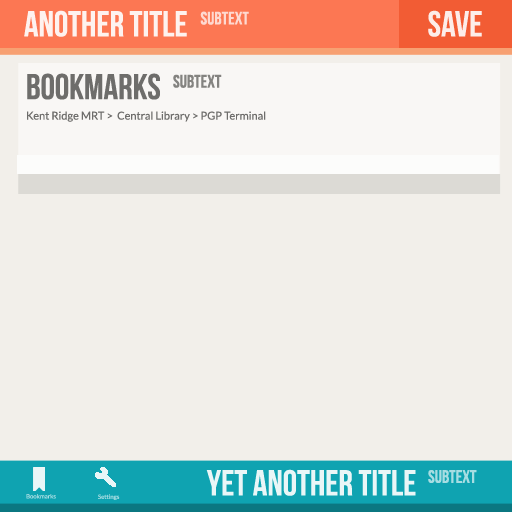 ANOTHER TITLE SUBTEXT SAVE
BOOKMARKS SUBTEXT
Kent Ridge MRT > Central Library > PGP Terminal
Bookmarks Settings YET ANOTHER TITLE SUBTEXT